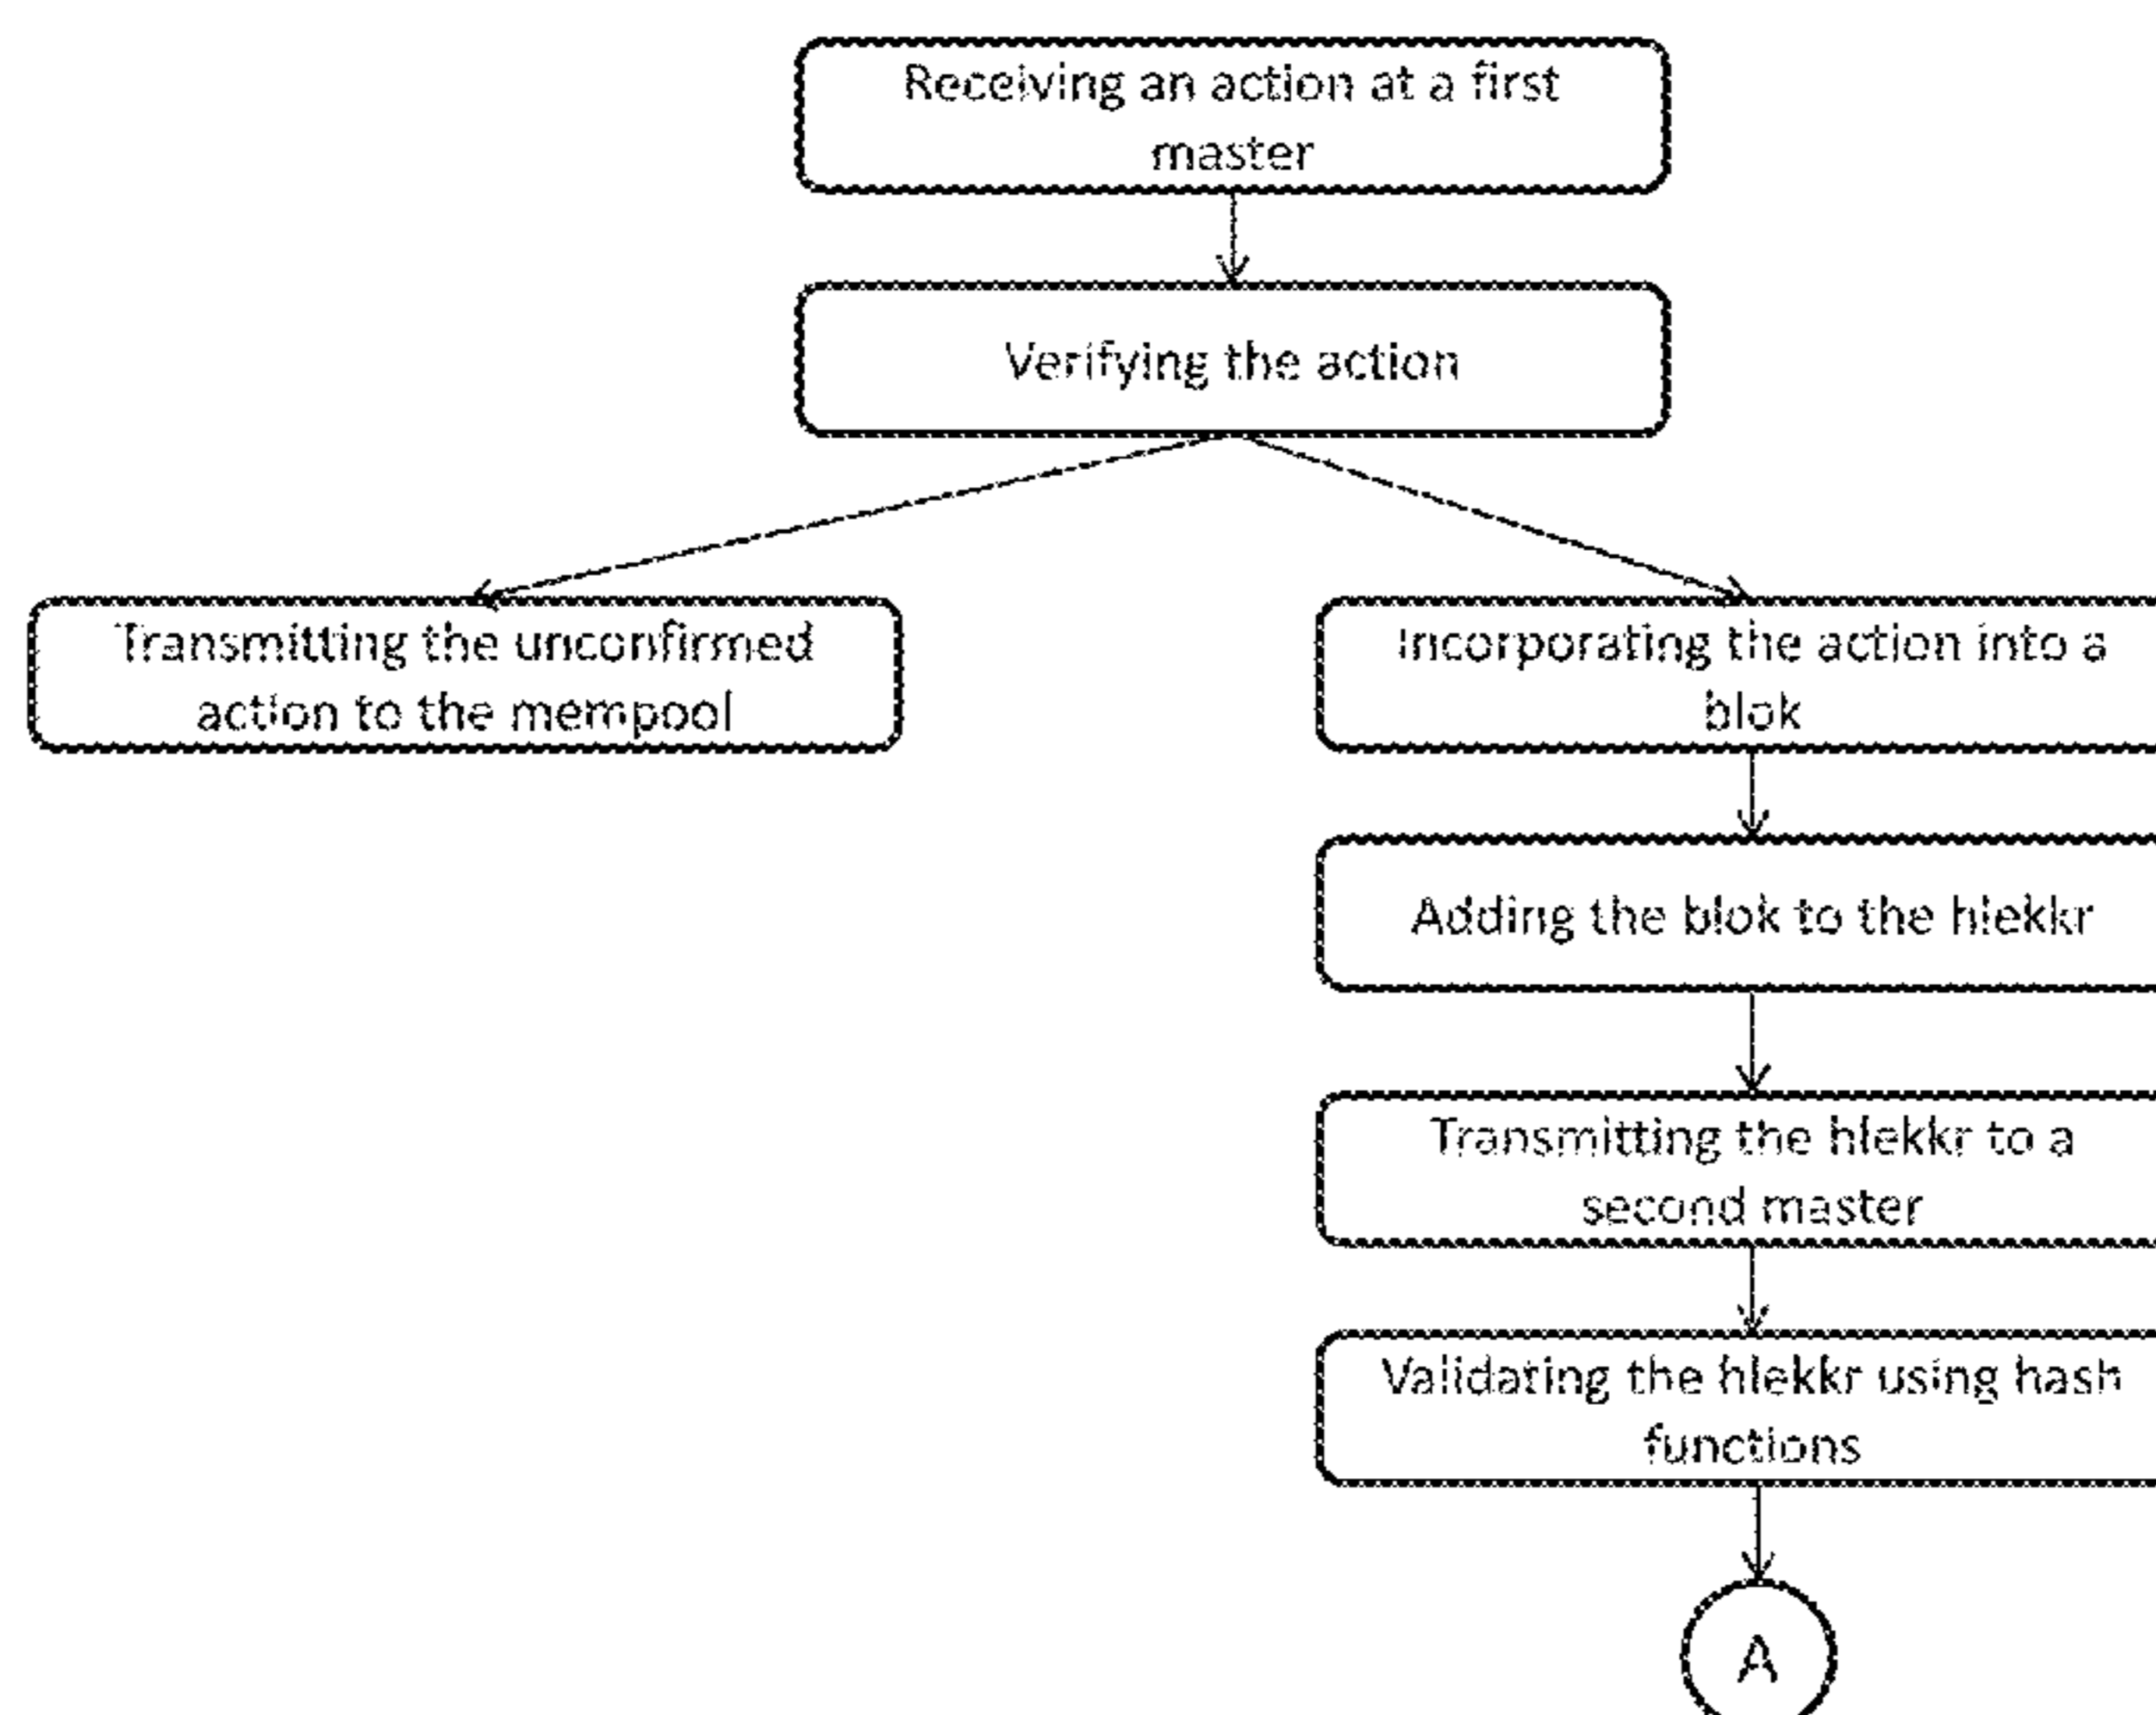 Receiving an action at a first
master
Verifying the action
Transmitting the unconfirmed
action to the mempool
Incorporating the action into a
blok
Adding the blok to the hlekkr
Transmitting the hlekkr to a
second master
Validating the hlekkr using hash
functions
A